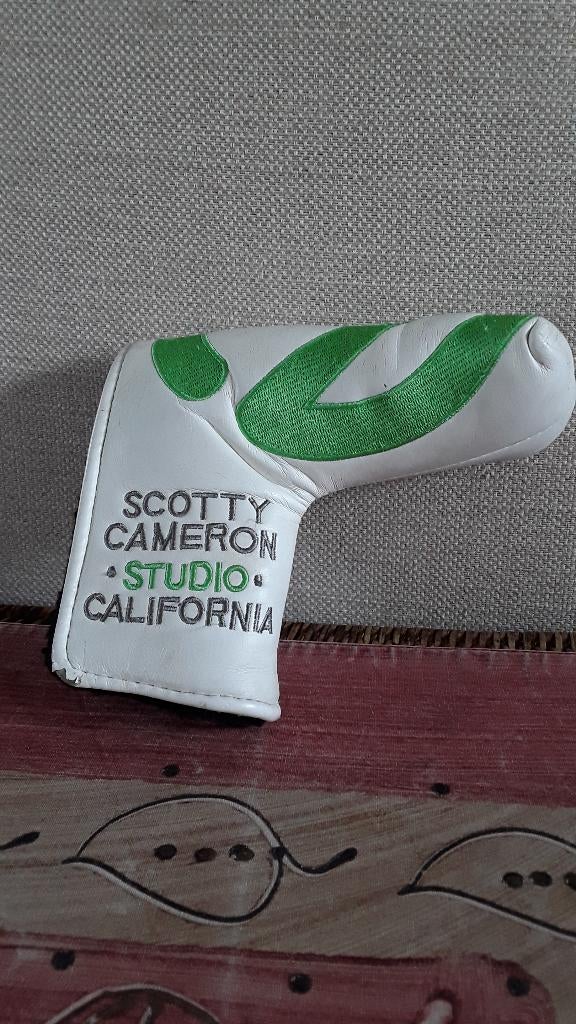 SCOTTY
CAMERON
• STUDIO •
CALIFORNIA